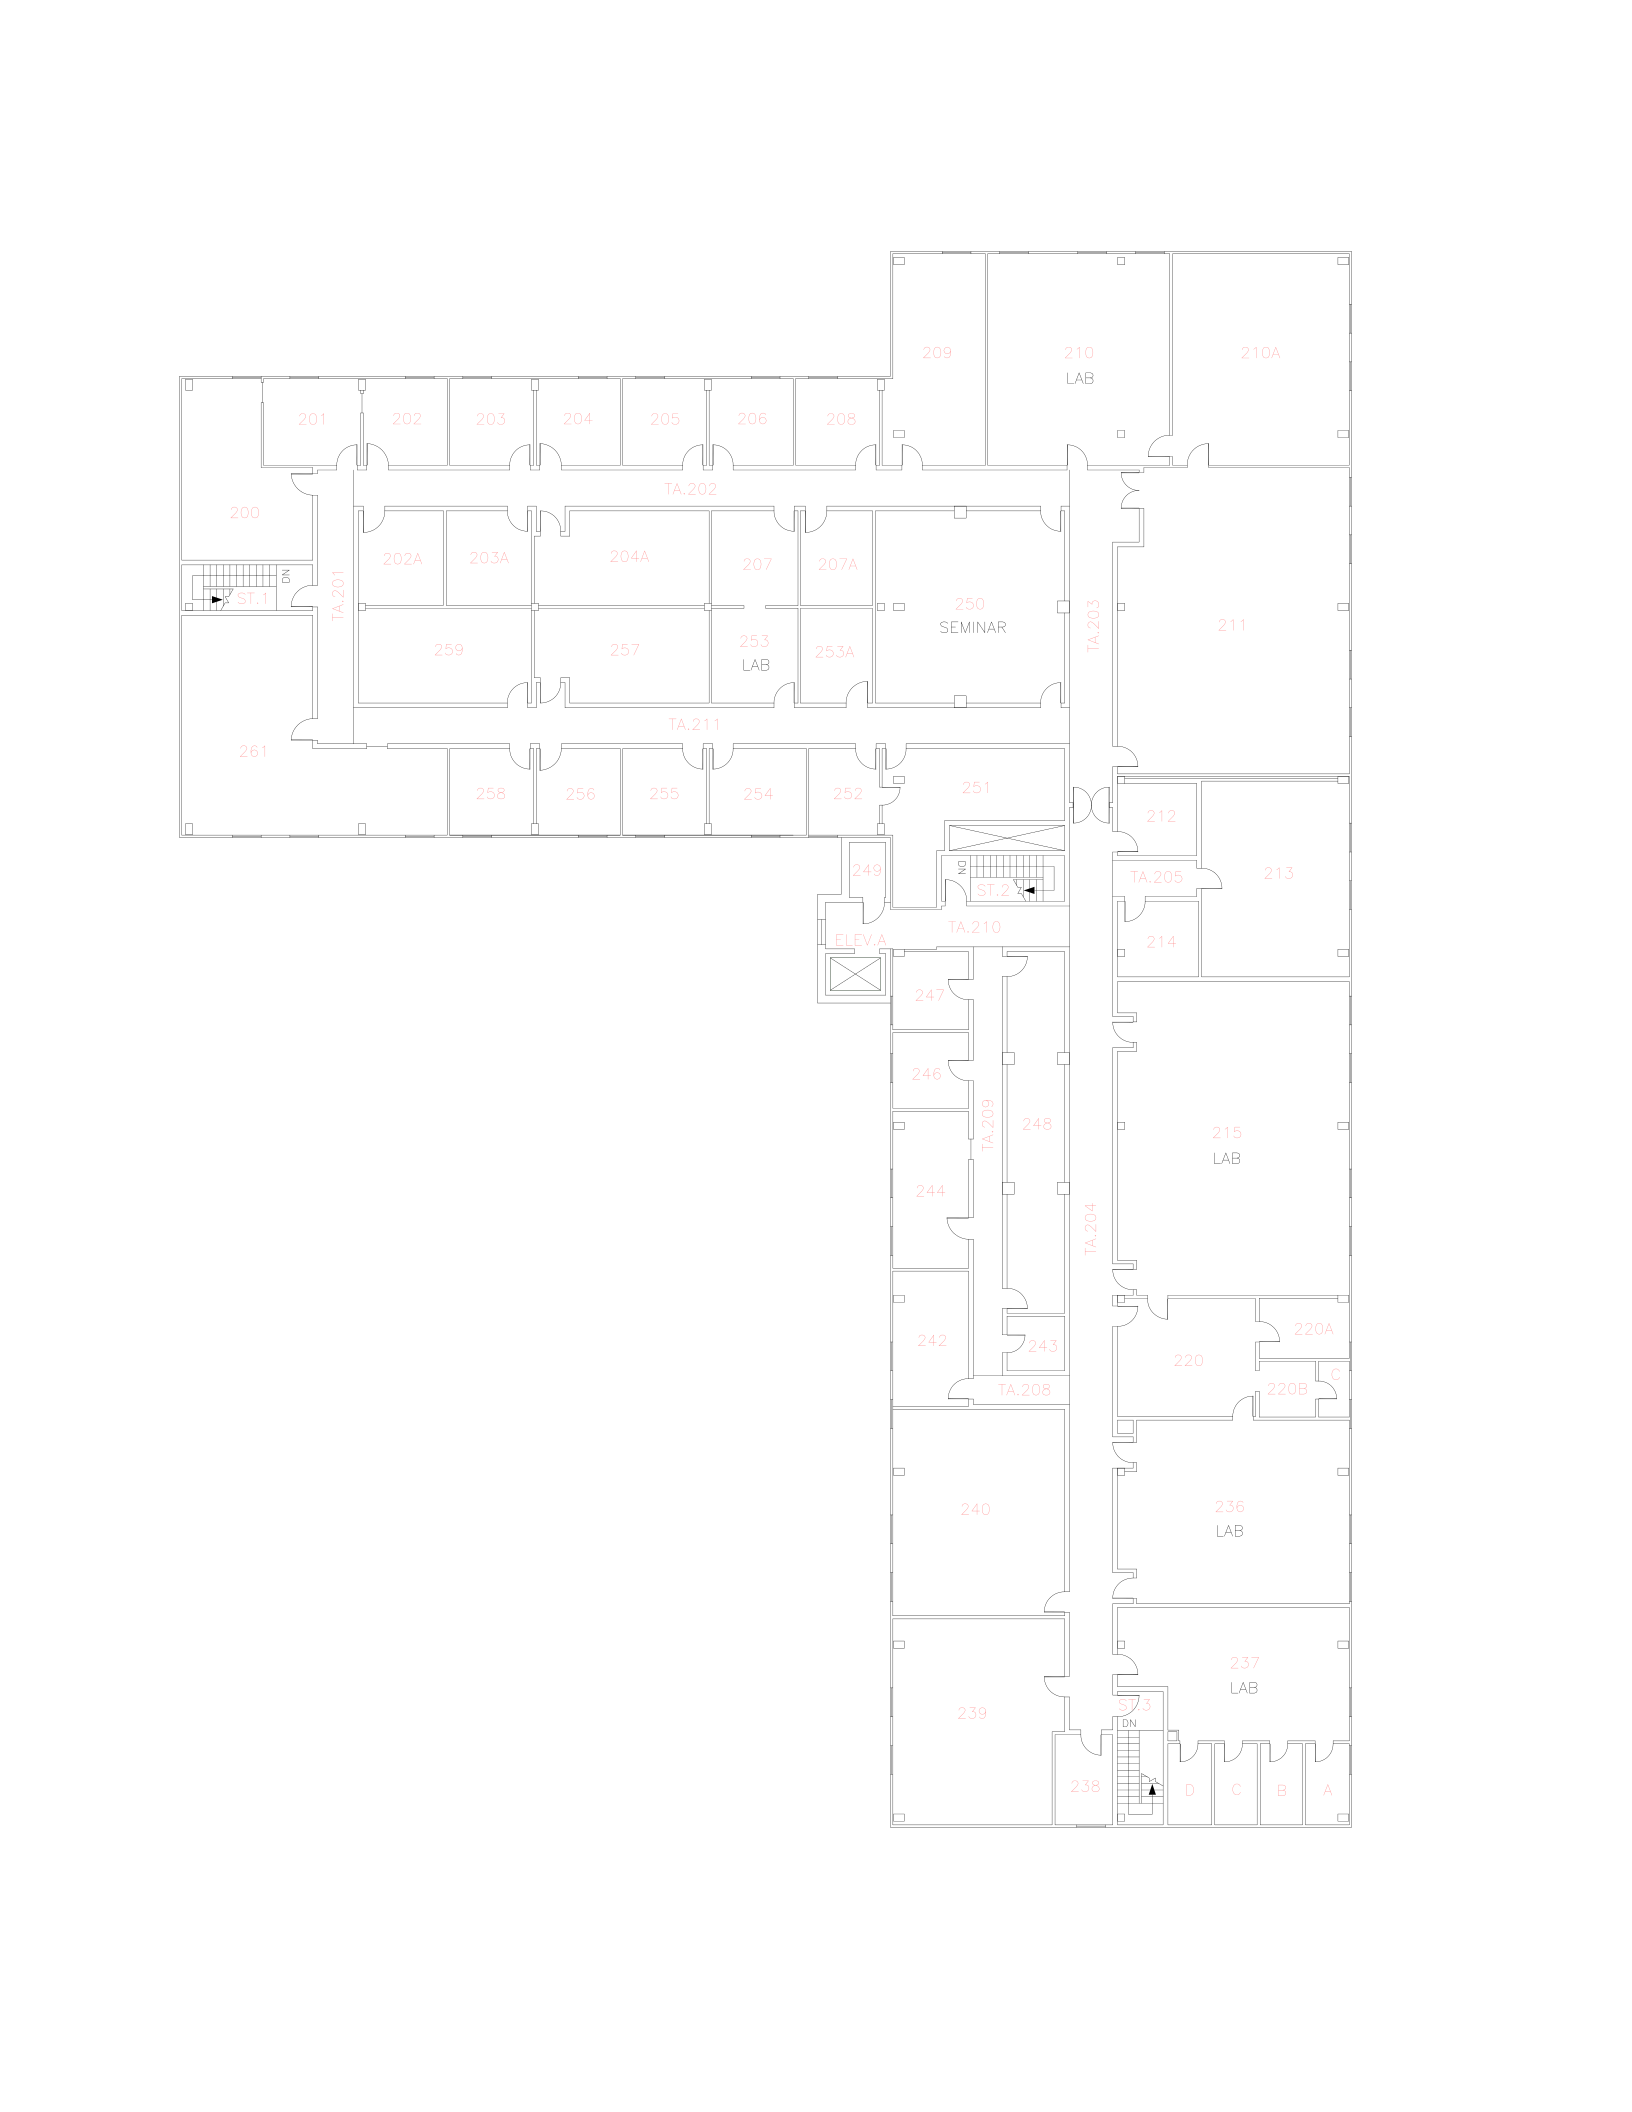 209
210
LAB
210A
201
202
203
204
205
206
208
TA.202
200
202A
203A
204A
207
207A
250
SEMINAR
DN
ST.1
TA.201
TA.203
211
259
257
253
LAB
253A
TA.211
261
258
256
255
254
252
251
212
249
DN
ST.2
TA.205
213
ELEV.A
TA.210
214
247
246
TA.209
248
215
LAB
244
TA.204
242
243
220A
220
C
220B
TA.208
240
236
LAB
237
LAB
239
ST.3
DN
238
D
C
B
A